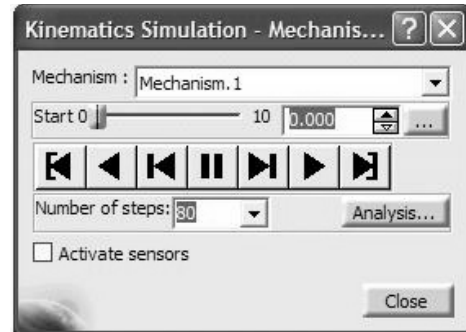 Kinematics Simulation - Mechanis... ?
Mechanism : Mechanism.1
Start 0 10 0.000 ...
Number of steps: 80 Analysis...
Activate sensors
Close